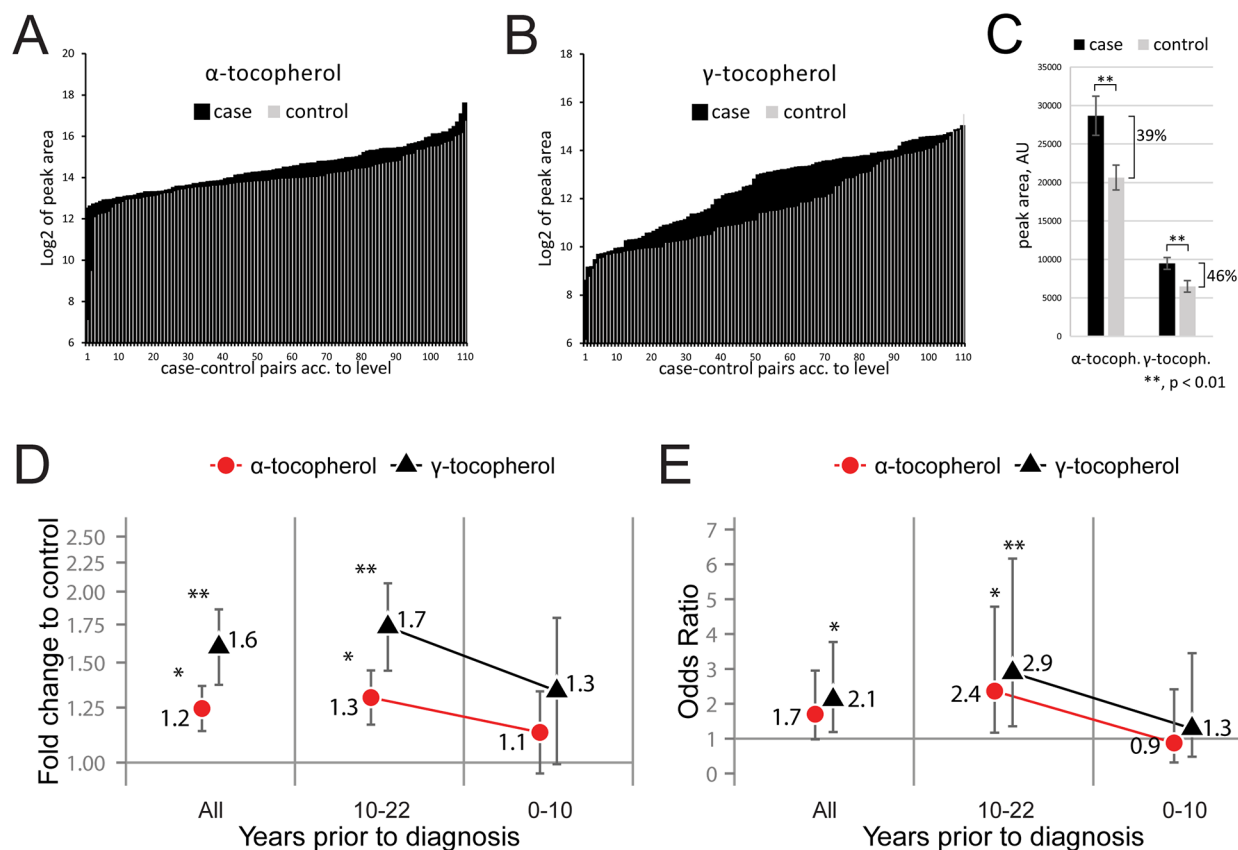 A
α-tocopherol
case control
Log2 of peak area
20
18
16
14
12
10
8
6
1 10 20 30 40 50 60 70 80 90 100 110
case-control pairs acc. to level
B
γ-tocopherol
case control
Log2 of peak area
18
16
14
12
10
8
6
1 10 20 30 40 50 60 70 80 90 100 110
case-control pairs acc. to level
C
case control
peak area, AU
35000
30000
25000
20000
15000
10000
5000
0
**
39%
**
46%
α-tocoph. γ-tocoph.
**, p < 0.01
D
α-tocopherol γ-tocopherol
Fold change to control
2.50
2.25
2.00
1.75
1.50
1.25
1.00
**
1.6
*
1.2
**
1.7
*
1.3
1.3
1.1
All 10-22 0-10
Years prior to diagnosis
E
α-tocopherol γ-tocopherol
Odds Ratio
7
6
5
4
3
2
1
0
*
1.7
2.1
**
*
2.4
2.9
0.9
1.3
All 10-22 0-10
Years prior to diagnosis